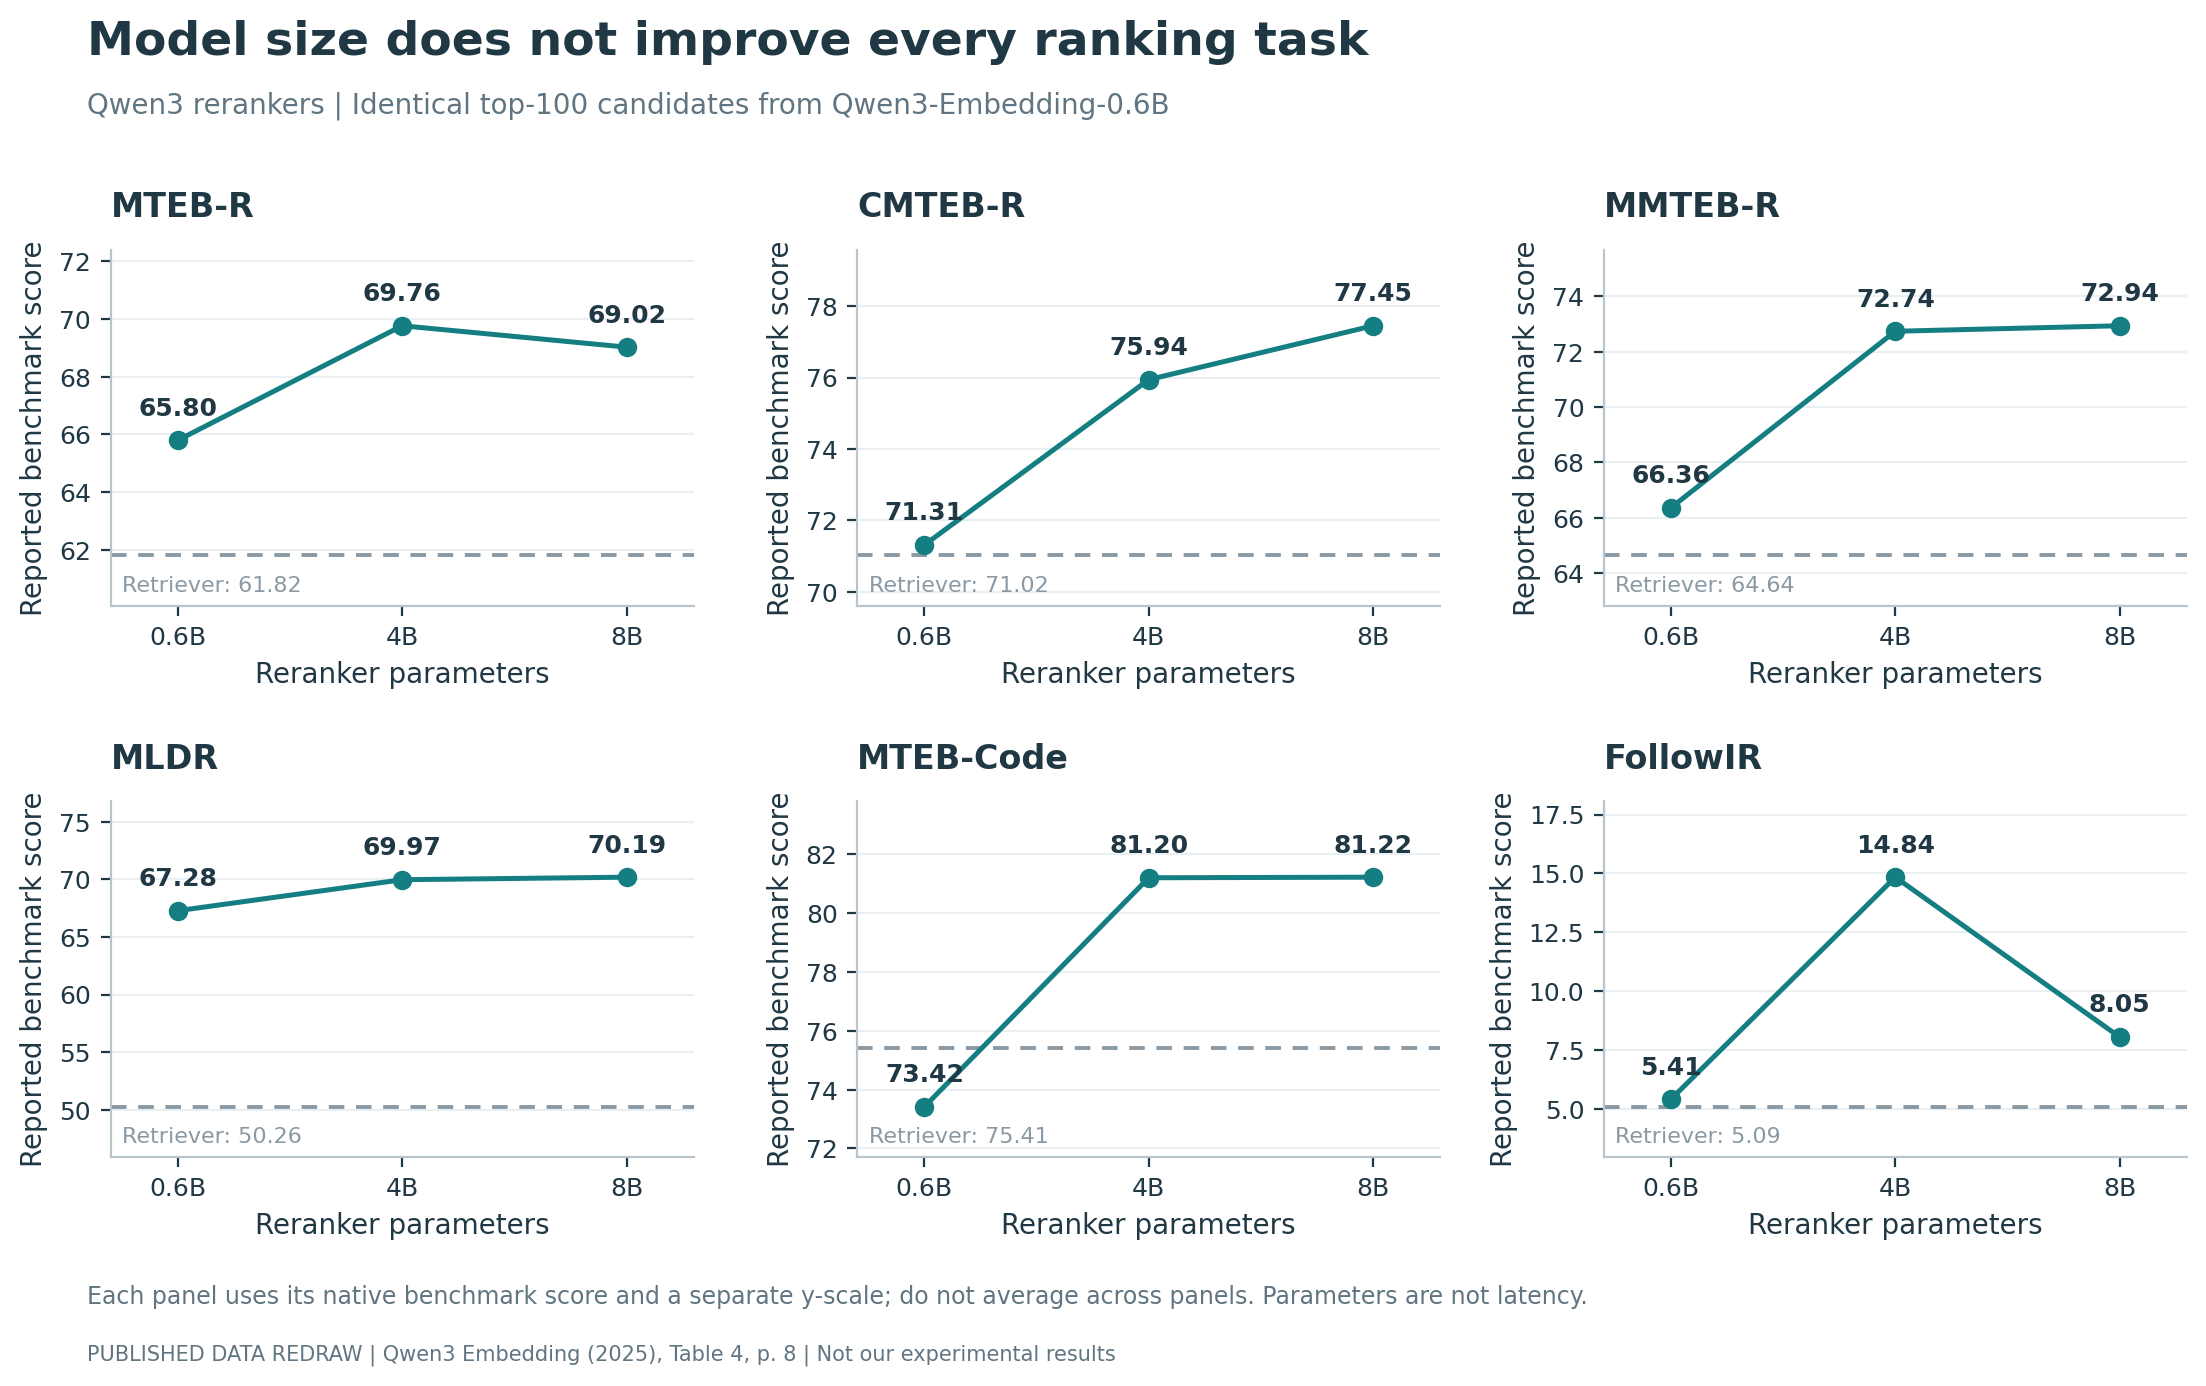 Model size does not improve every ranking task
Qwen3 rerankers | Identical top-100 candidates from Qwen3-Embedding-0.6B
MTEB-R
Reported benchmark score
72
70
68
66
64
62
65.80
69.76
69.02
Retriever: 61.82
0.6B
4B
8B
Reranker parameters
CMTEB-R
Reported benchmark score
78
76
74
72
70
71.31
75.94
77.45
Retriever: 71.02
0.6B
4B
8B
Reranker parameters
MMTEB-R
Reported benchmark score
74
72
70
68
66
64
66.36
72.74
72.94
Retriever: 64.64
0.6B
4B
8B
Reranker parameters
MLDR
Reported benchmark score
75
70
65
60
55
50
67.28
69.97
70.19
Retriever: 50.26
0.6B
4B
8B
Reranker parameters
MTEB-Code
Reported benchmark score
82
80
78
76
74
72
73.42
81.20
81.22
Retriever: 75.41
0.6B
4B
8B
Reranker parameters
FollowIR
Reported benchmark score
17.5
15.0
12.5
10.0
7.5
5.0
5.41
14.84
8.05
Retriever: 5.09
0.6B
4B
8B
Reranker parameters
Each panel uses its native benchmark score and a separate y-scale; do not average across panels. Parameters are not latency.
PUBLISHED DATA REDRAW | Qwen3 Embedding (2025), Table 4, p. 8 | Not our experimental results